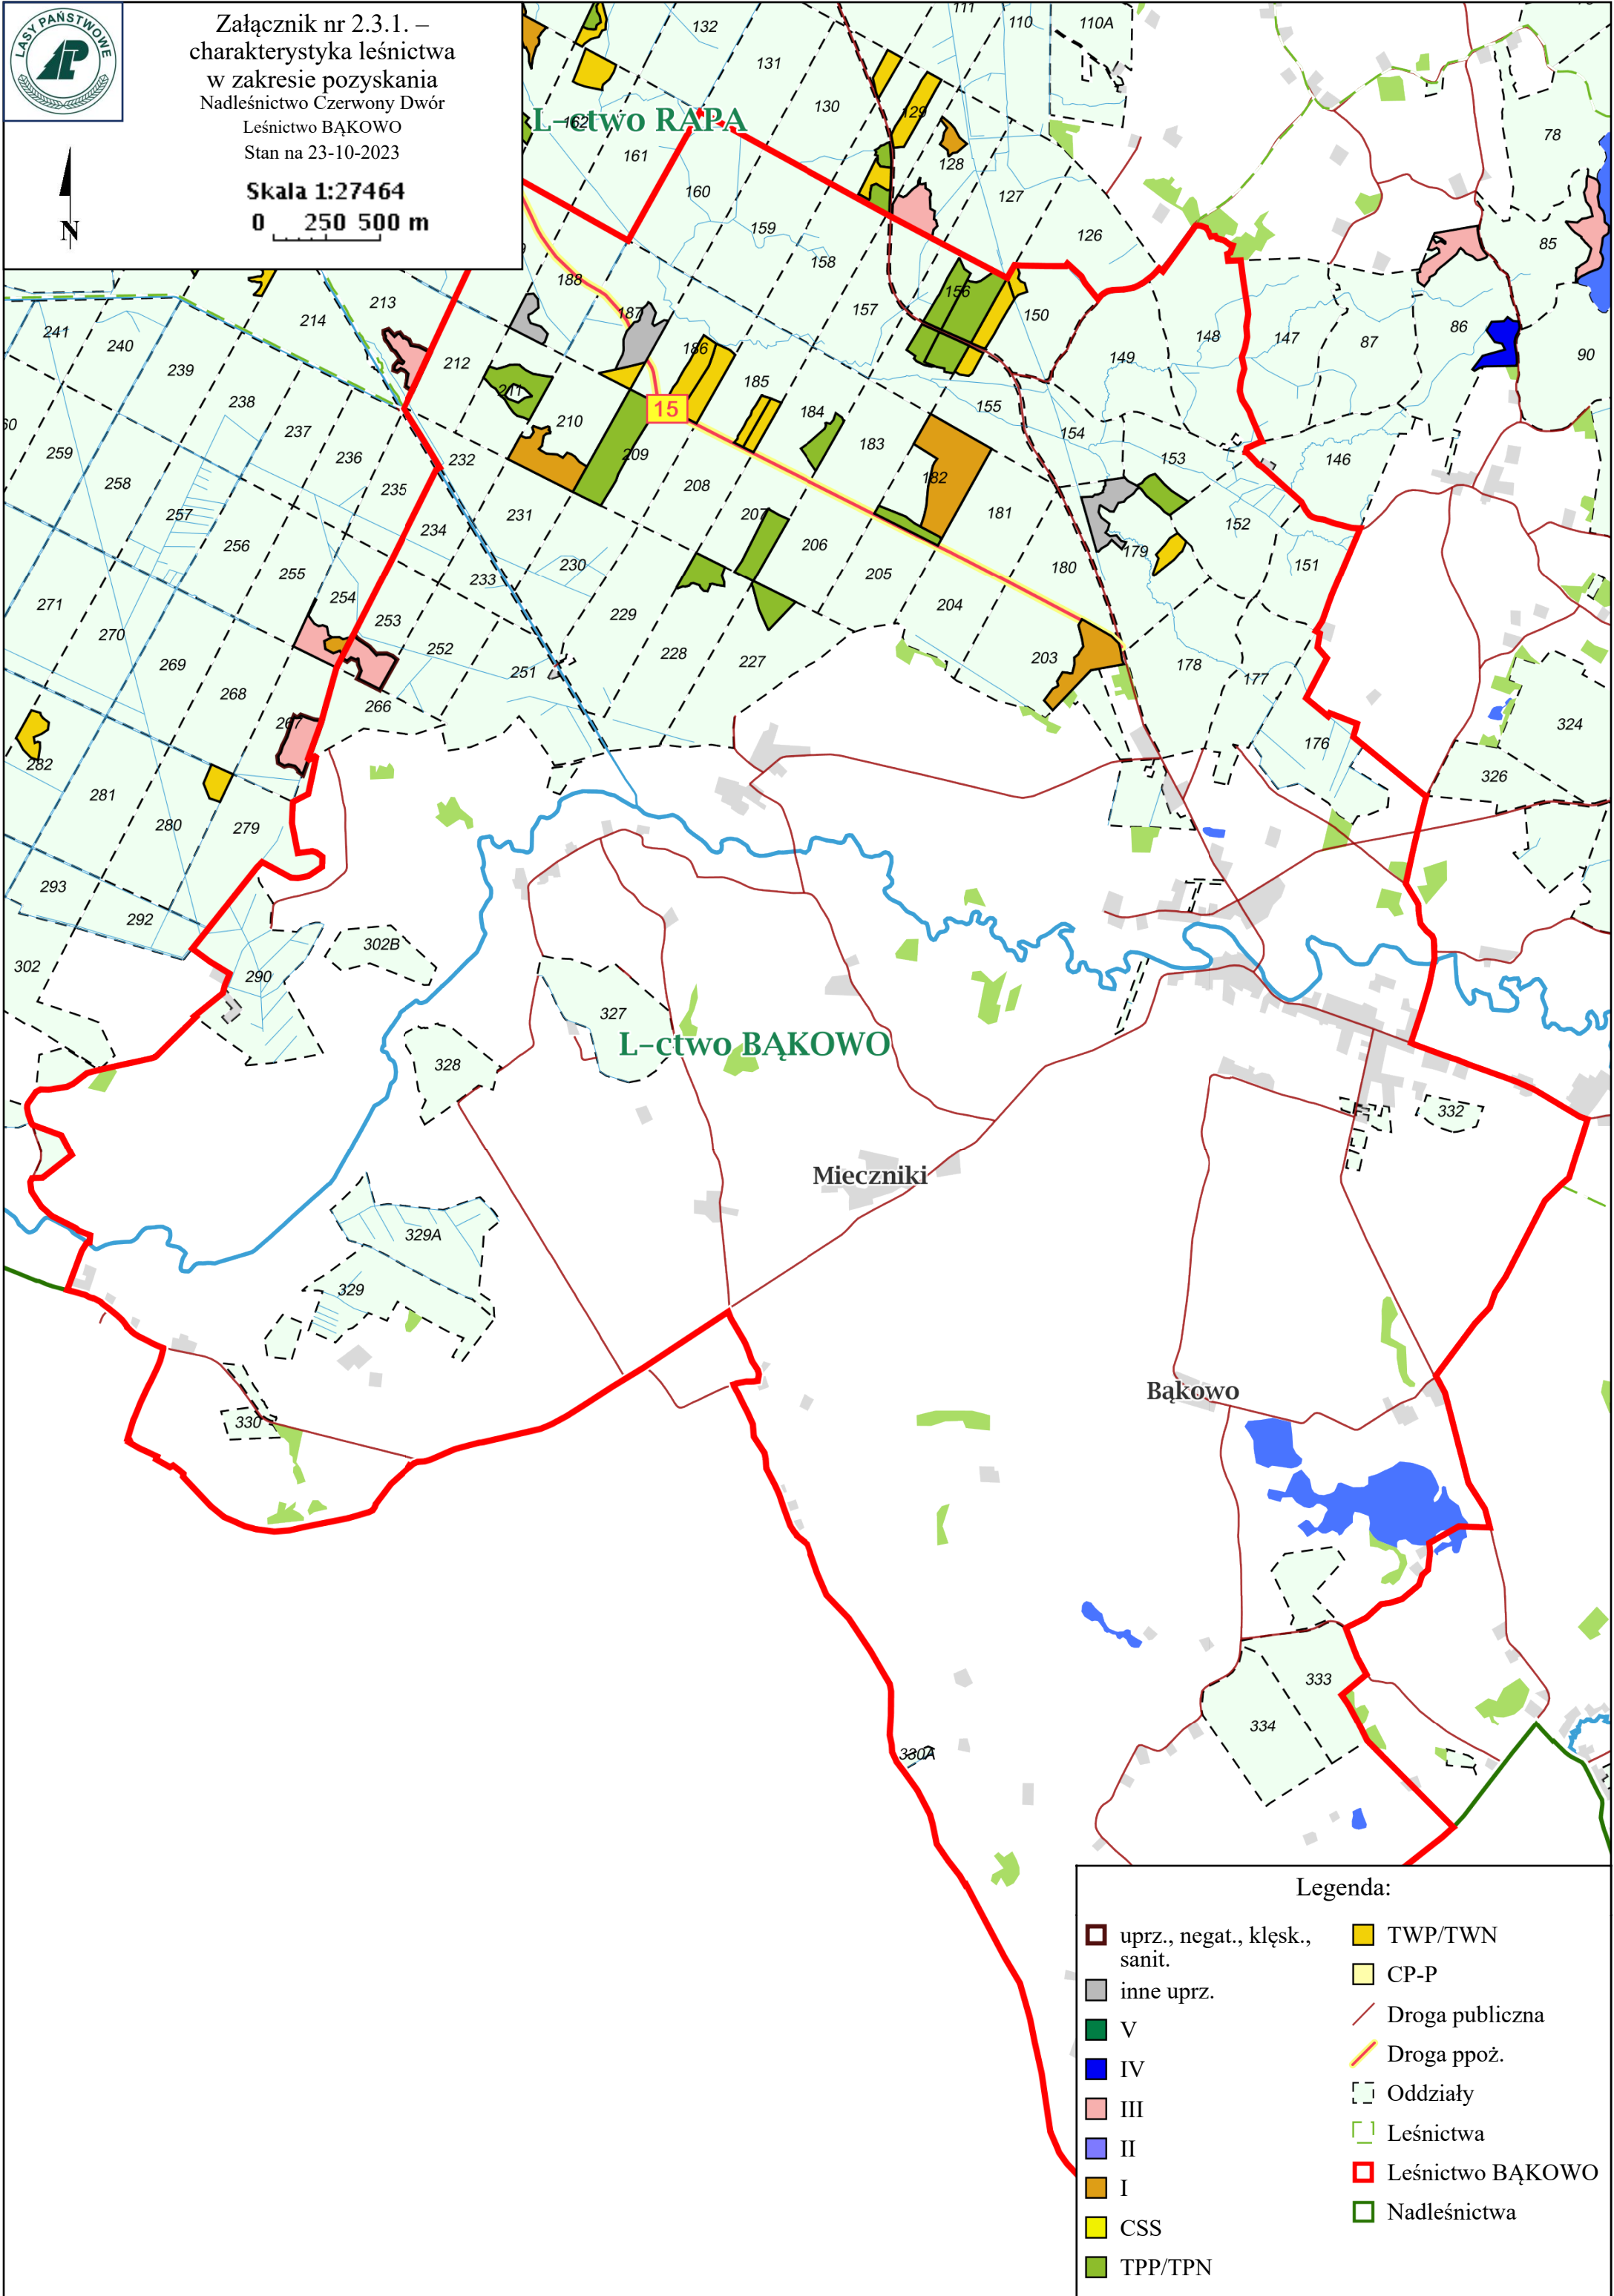 LASY PAŃSTWOWE
Załącznik nr 2.3.1. –
charakterystyka leśnictwa
w zakresie pozyskania
Nadleśnictwo Czerwony Dwór
Leśnictwo BĄKOWO
Stan na 23-10-2023
Skala 1:27464
0 250 500 m
N
132
111
110
110A
131
130
129
128
127
126
78
85
L-ctwo RAPA
162
161
160
159
158
157
156
150
149
148
147
87
86
90
188
187
186
185
184
183
182
181
180
179
155
154
153
152
151
146
15
213
214
212
211
210
209
208
207
206
205
204
203
241
240
239
238
237
236
235
234
233
232
231
230
229
228
227
259
258
257
256
255
254
253
252
251
271
270
269
268
267
266
282
281
280
279
293
292
302
290
302B
178
177
176
324
326
327
328
L-ctwo BĄKOWO
332
Mieczniki
329A
329
330
Bąkowo
333
334
330A
Legenda:
uprz., negat., klęsk.,
sanit.
inne uprz.
V
IV
III
II
I
CSS
TPP/TPN
TWP/TWN
CP-P
Droga publiczna
Droga ppoż.
Oddziały
Leśnictwa
Leśnictwo BĄKOWO
Nadleśnictwa